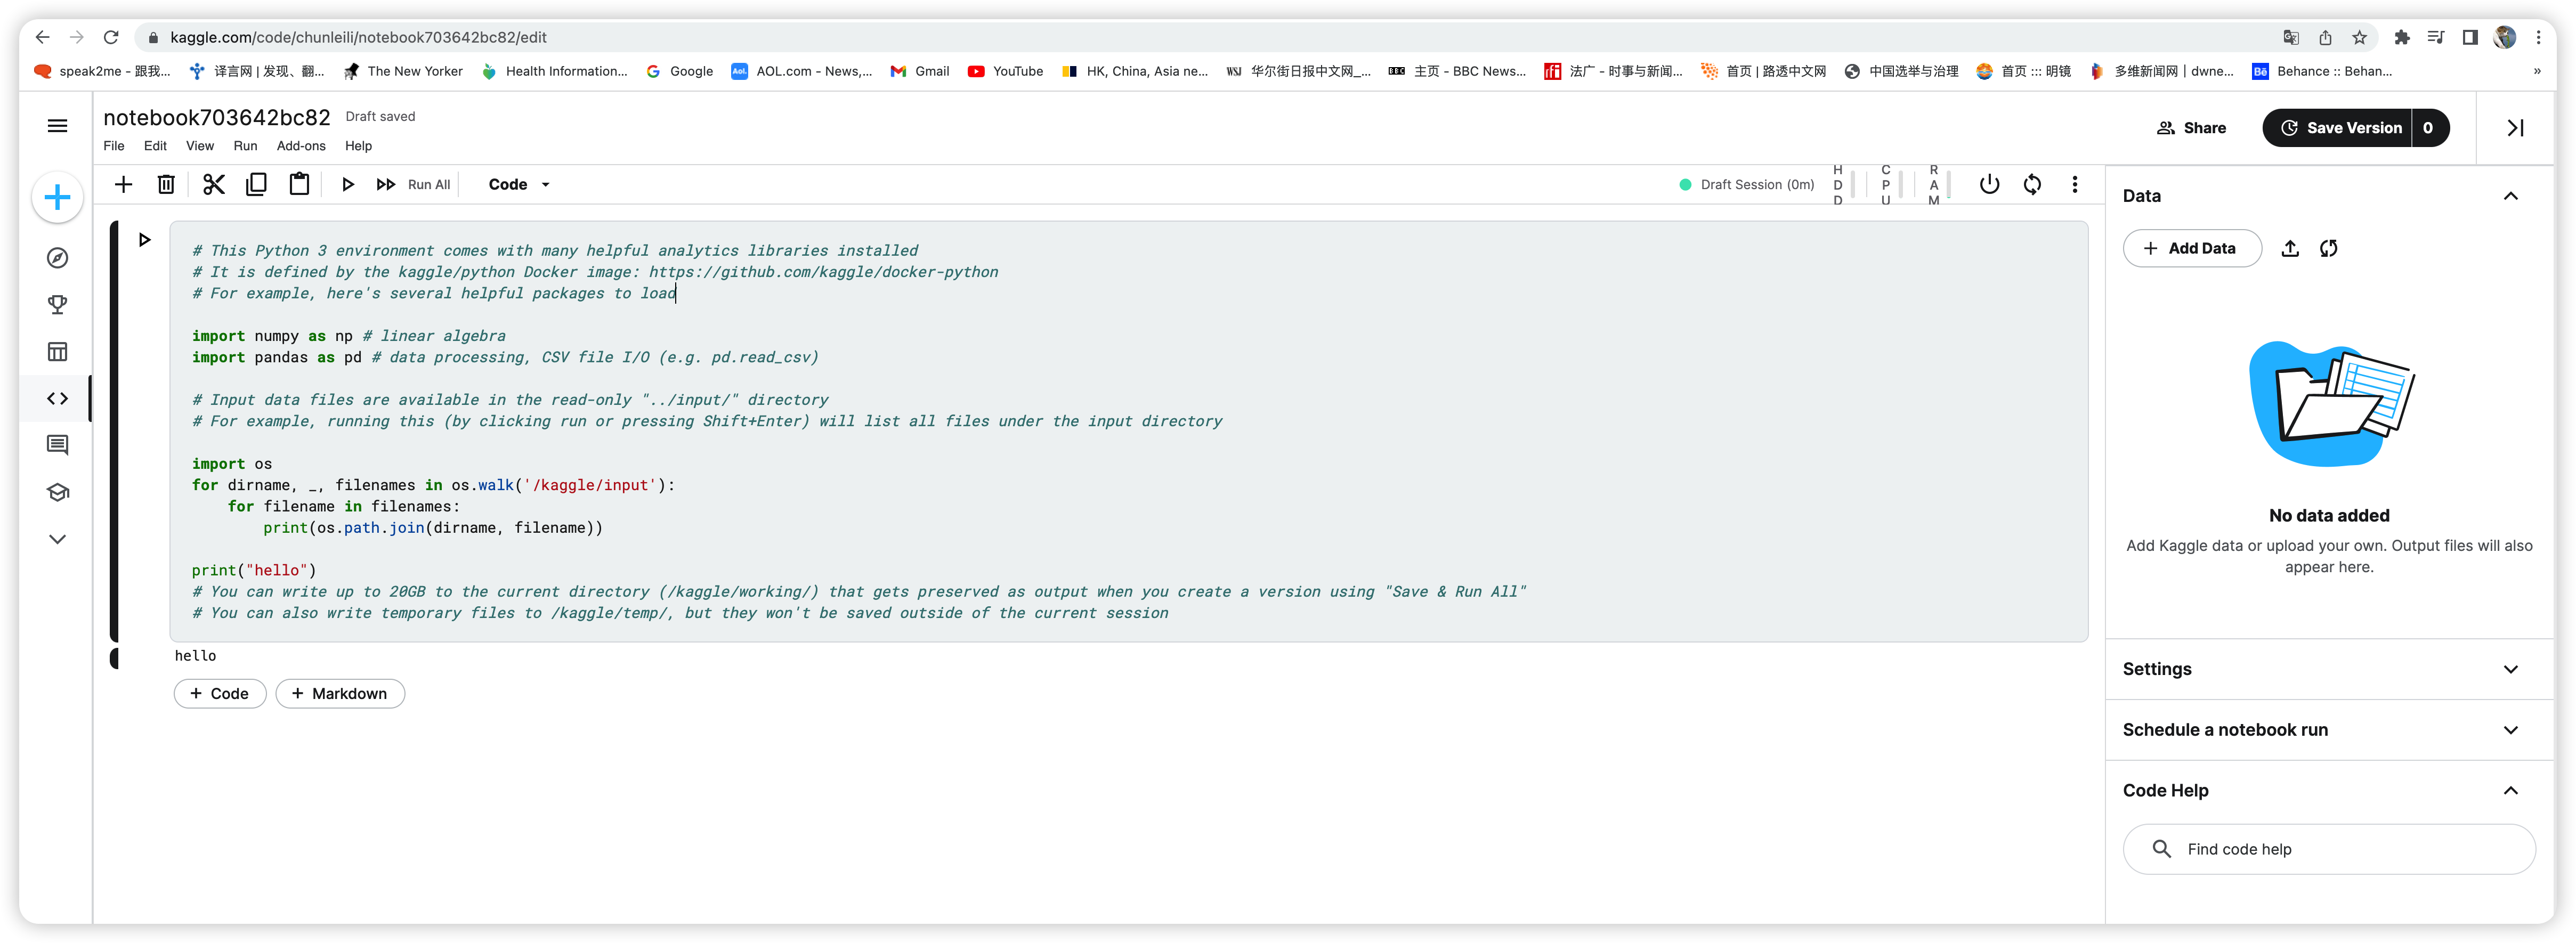 kaggle.com/code/chunleili/notebook703642bc82/edit
speak2me - 跟我... 译言网 | 发现、翻... The New Yorker Health Information... Google AOL.com - News,... Gmail YouTube HK, China, Asia ne... WSJ 华尔街日报中文网_... BBC 主页 - BBC News... rfi 法广 - 时事与新闻... 首页 | 路透中文网 中国选举与治理 首页 ::: 明镜 多维新闻网 | dwne... Bē Behance :: Behan... »
notebook703642bc82 Draft saved
File Edit View Run Add-ons Help
Share Save Version 0
Run All Code Draft Session (0m) HDD CPU RAM
# This Python 3 environment comes with many helpful analytics libraries installed
# It is defined by the kaggle/python Docker image: https://github.com/kaggle/docker-python
# For example, here's several helpful packages to load
import numpy as np # linear algebra
import pandas as pd # data processing, CSV file I/O (e.g. pd.read_csv)
# Input data files are available in the read-only "../input/" directory
# For example, running this (by clicking run or pressing Shift+Enter) will list all files under the input directory
import os
for dirname, _, filenames in os.walk('/kaggle/input'):
    for filename in filenames:
        print(os.path.join(dirname, filename))
print("hello")
# You can write up to 20GB to the current directory (/kaggle/working/) that gets preserved as output when you create a version using "Save & Run All"
# You can also write temporary files to /kaggle/temp/, but they won't be saved outside of the current session
hello
+ Code + Markdown
Data
+ Add Data
No data added
Add Kaggle data or upload your own. Output files will also
appear here.
Settings
Schedule a notebook run
Code Help
Find code help